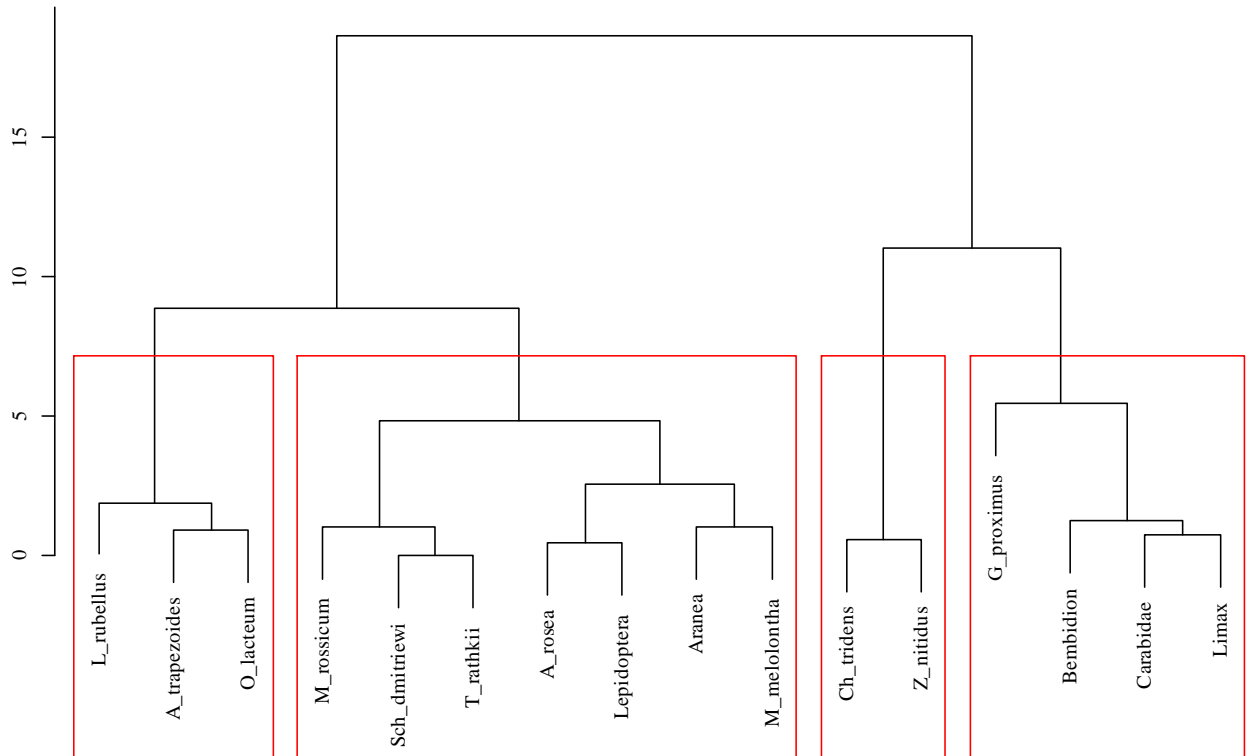 15
10
5
0
L_rubellus
A_trapezoides
O_lacteum
M_rossicum
Sch_dmitriewi
T_rathkii
A_rosea
Lepidoptera
Aranea
M_melolontha
Ch_tridens
Z_nitidus
G_proximus
Bembidion
Carabidae
Limax